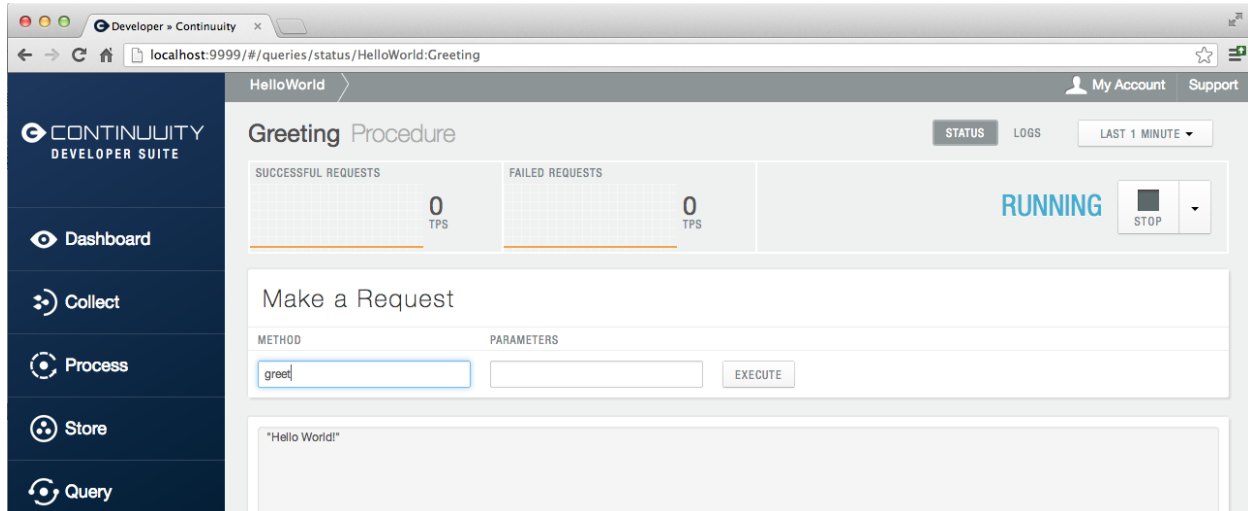 Developer » Continuuity
localhost:9999/#/queries/status/HelloWorld:Greeting
HelloWorld
My Account
Support
CONTINUUITY
DEVELOPER SUITE
Greeting Procedure
STATUS
LOGS
LAST 1 MINUTE
SUCCESSFUL REQUESTS
0
TPS
FAILED REQUESTS
0
TPS
RUNNING
STOP
Dashboard
Collect
Process
Store
Query
Make a Request
METHOD
PARAMETERS
greet
EXECUTE
"Hello World!"